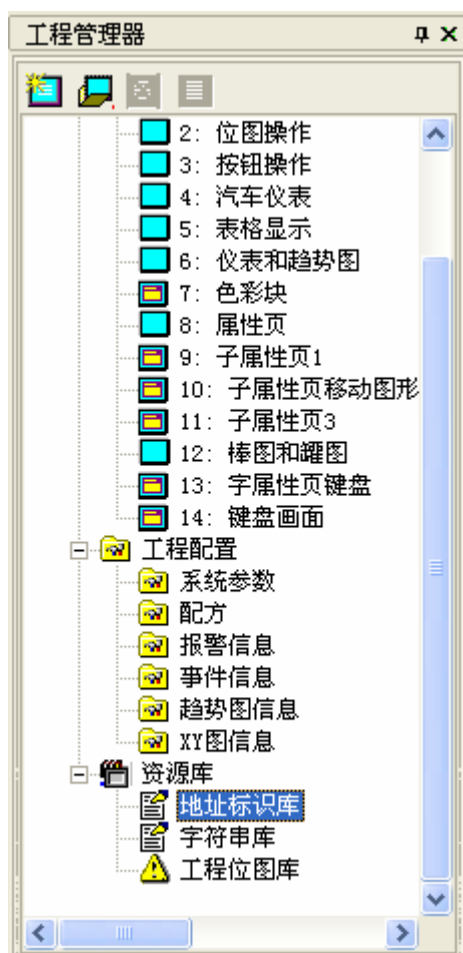 工程管理器
2: 位图操作
3: 按钮操作
4: 汽车仪表
5: 表格显示
6: 仪表和趋势图
7: 色彩块
8: 属性页
9: 子属性页1
10: 子属性页移动图形
11: 子属性页3
12: 棒图和罐图
13: 字属性页键盘
14: 键盘画面
工程配置
系统参数
配方
报警信息
事件信息
趋势图信息
XY图信息
资源库
地址标识库
字符串库
工程位图库